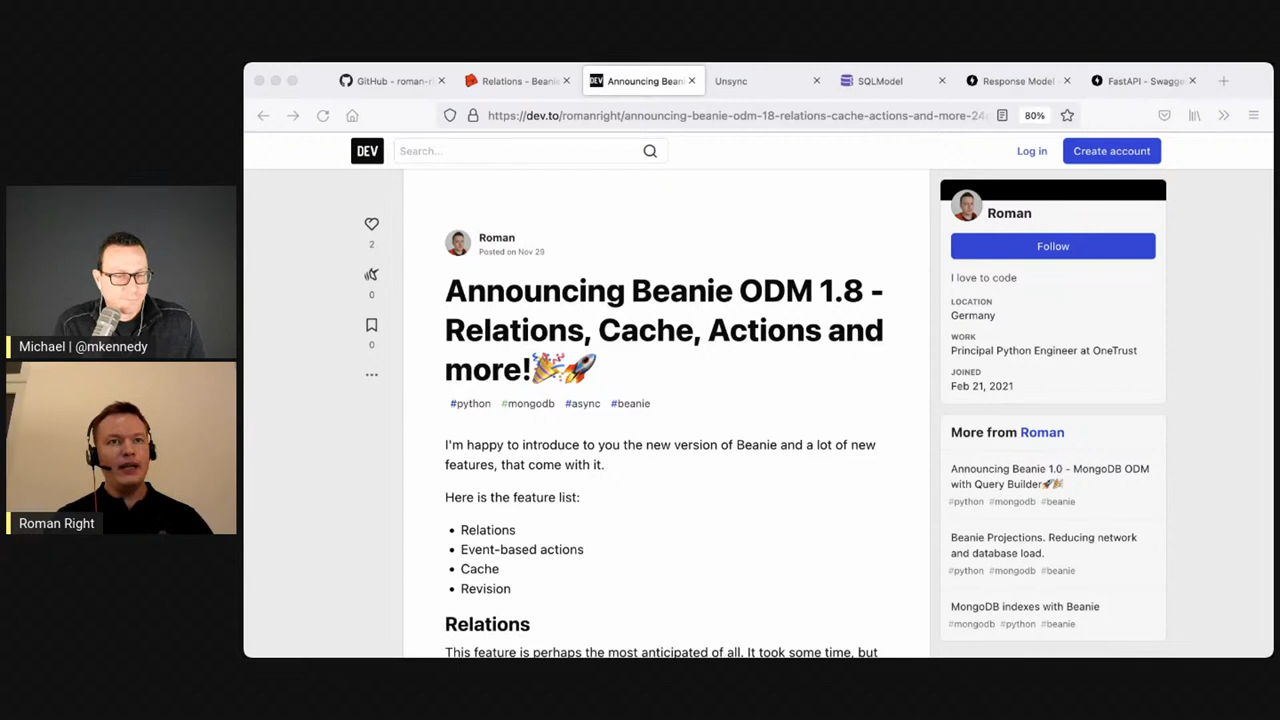 GitHub - roman-r
Relations - Beanie
Announcing Bean
Unsync
SQLModel
Response Model -
FastAPI - Swagge
https://dev.to/romanright/announcing-beanie-odm-18-relations-cache-actions-and-more-24
80%
DEV
Search...
Log in
Create account
2
0
0
Roman
Posted on Nov 29
Announcing Beanie ODM 1.8 -
Relations, Cache, Actions and
more!🎉🚀
#python #mongodb #async #beanie
I'm happy to introduce to you the new version of Beanie and a lot of new
features, that come with it.
Here is the feature list:
• Relations
• Event-based actions
• Cache
• Revision
Relations
This feature is perhaps the most anticipated of all. It took some time, but
Roman
Follow
I love to code
LOCATION
Germany
WORK
Principal Python Engineer at OneTrust
JOINED
Feb 21, 2021
More from Roman
Announcing Beanie 1.0 - MongoDB ODM
with Query Builder🚀🎉
#python #mongodb #beanie
Beanie Projections. Reducing network
and database load.
#python #mongodb #beanie
MongoDB indexes with Beanie
#mongodb #python #beanie
Michael | @mkennedy
Roman Right